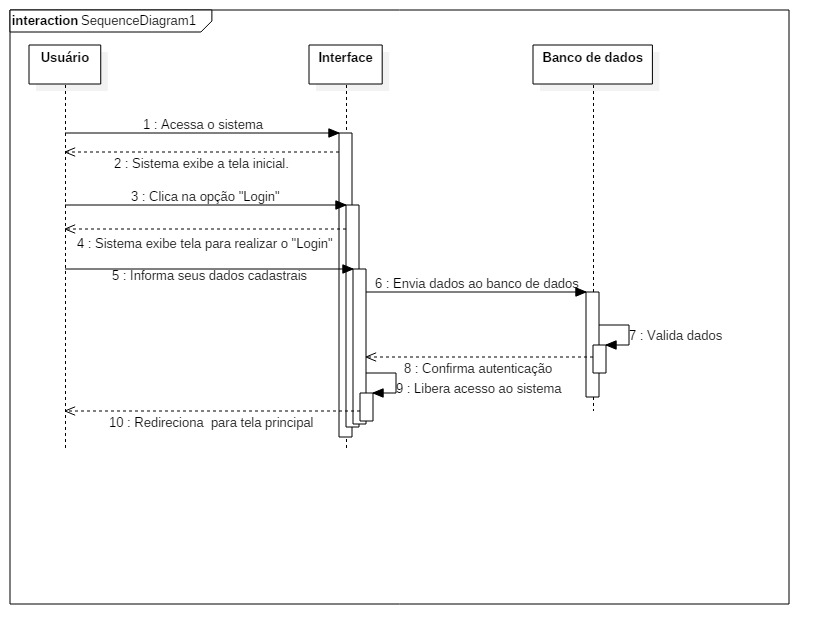 interaction SequenceDiagram1
Usuário
Interface
Banco de dados
1 : Acessa o sistema
2 : Sistema exibe a tela inicial.
3 : Clica na opção "Login"
4 : Sistema exibe tela para realizar o "Login"
5 : Informa seus dados cadastrais
6 : Envia dados ao banco de dados
7 : Valida dados
8 : Confirma autenticação
9 : Libera acesso ao sistema
10 : Redireciona  para tela principal